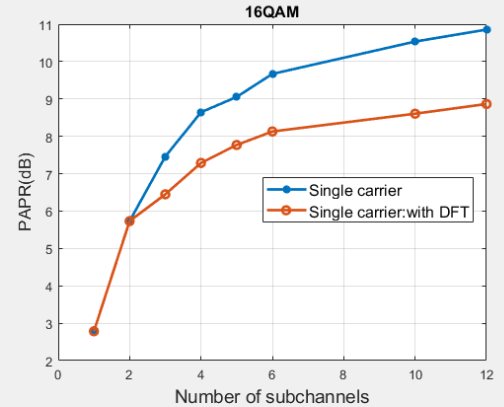 16QAM
11
10
9
8
7
6
5
4
3
2
PAPR(dB)
Single carrier
Single carrier:with DFT
0 2 4 6 8 10 12
Number of subchannels